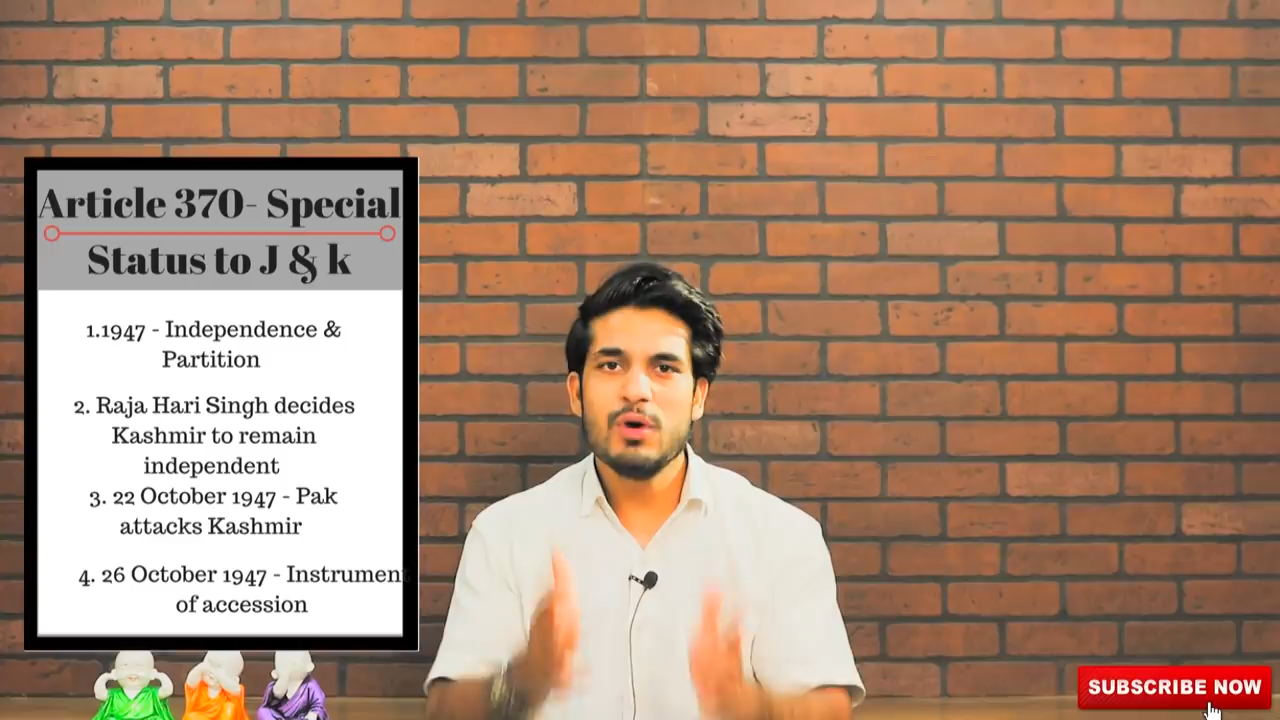 Article 370- Special
Status to J & k
1.1947 - Independence &
Partition
2. Raja Hari Singh decides
Kashmir to remain
independent
3. 22 October 1947 - Pak
attacks Kashmir
4. 26 October 1947 - Instrument
of accession
SUBSCRIBE NOW